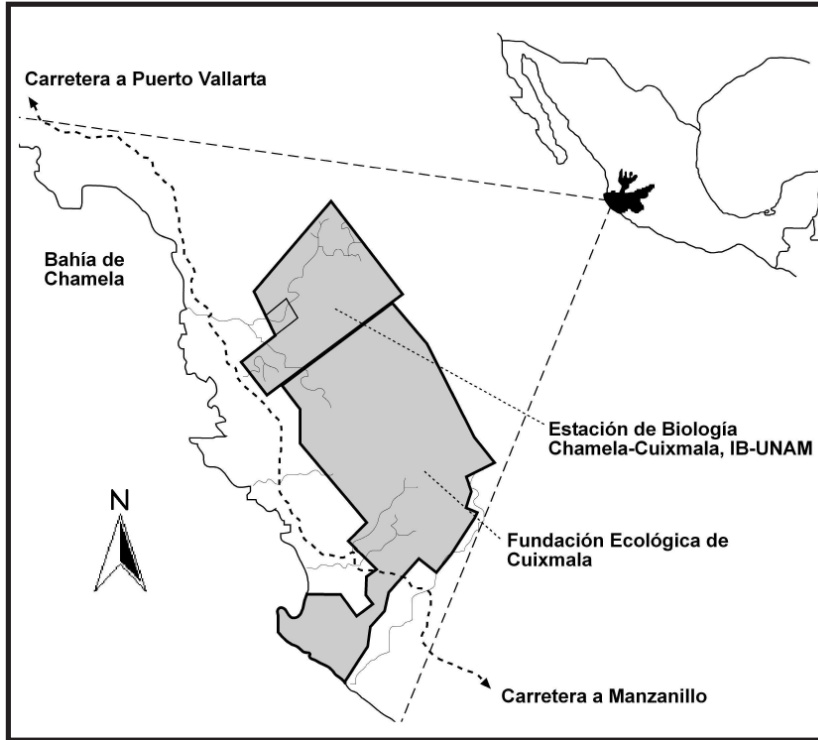 Carretera a Puerto Vallarta
Bahía de
Chamela
Estación de Biología
Chamela-Cuixmala, IB-UNAM
N
Fundación Ecológica de
Cuixmala
Carretera a Manzanillo